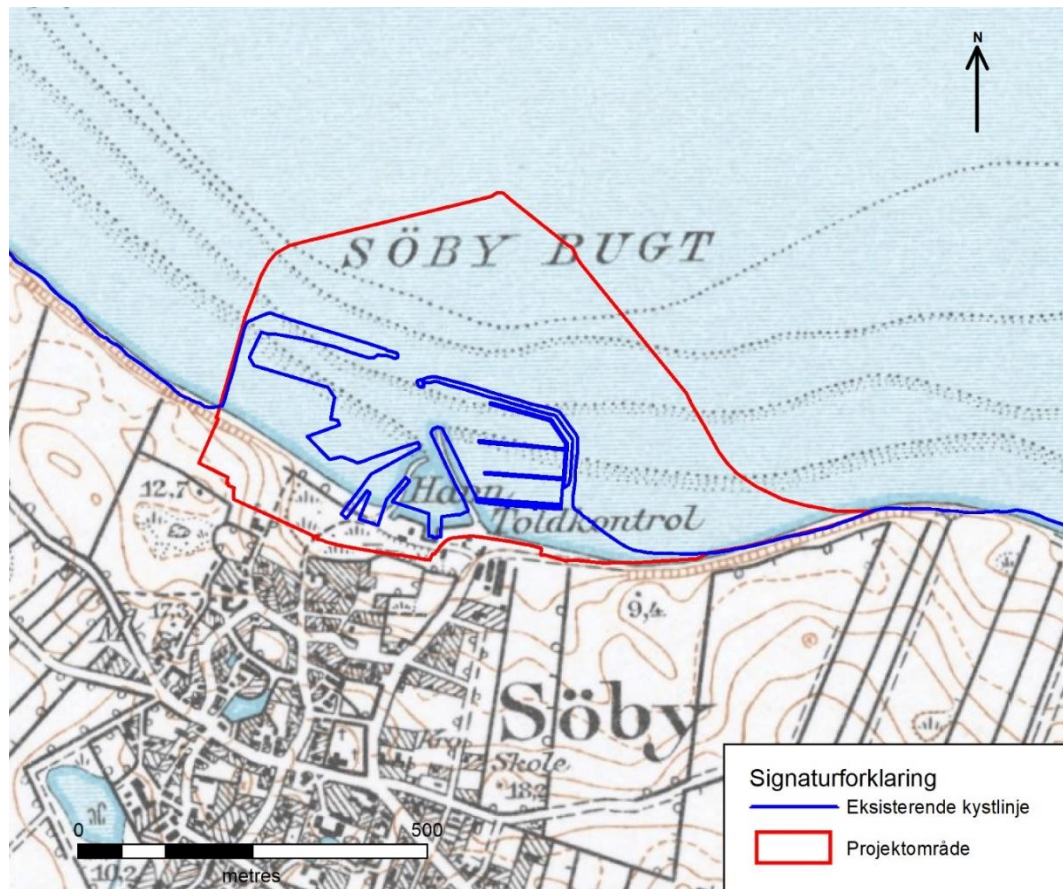 N
SÖBY BUGT
Havn
Toldkontrol
12,7
17,3
9,4
Söby
Kro
Skole
18,2
10,2
0 500
metres
Signaturforklaring
Eksisterende kystlinje
Projektområde